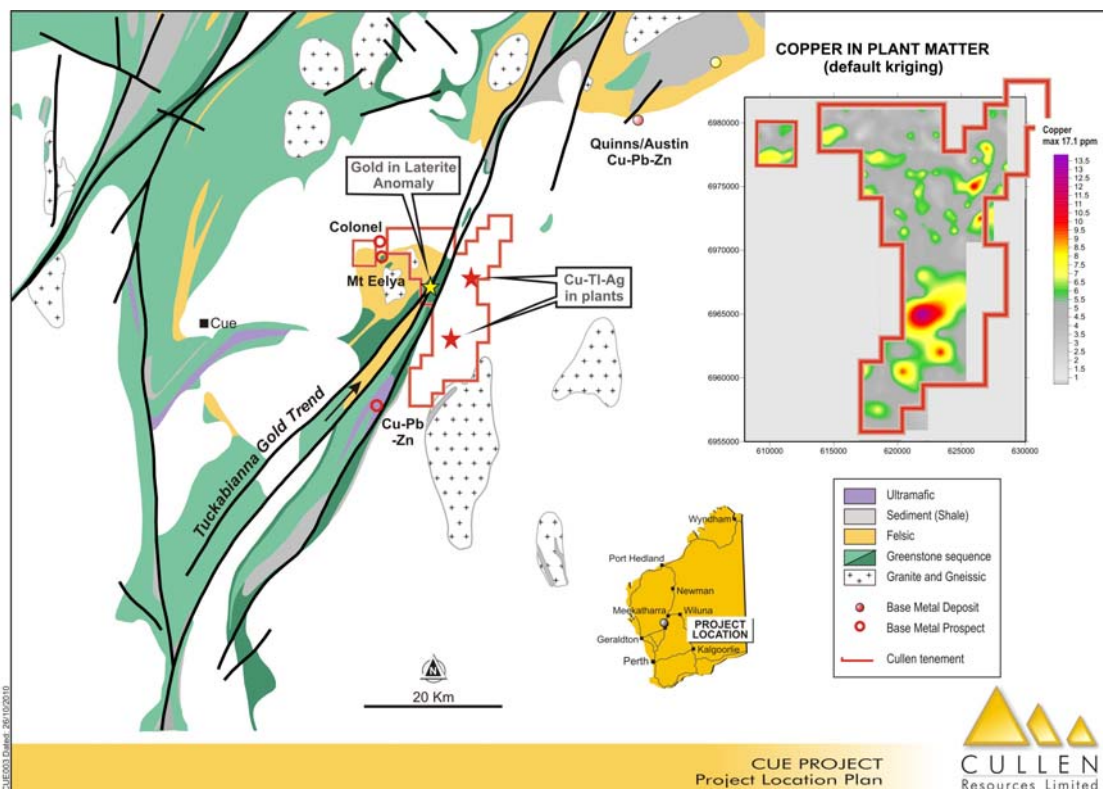 COPPER IN PLANT MATTER
(default kriging)
Quinns/Austin
Cu-Pb-Zn
Gold in Laterite
Anomaly
Colonel
Mt Eelya
Cu-Tl-Ag
in plants
Cue
Cu-Pb
-Zn
Tuckabianna Gold Trend
N
20 Km
Copper
max 17.1 ppm
13.5
12.5
11.5
10.5
10
9.5
9
8.5
8
7.5
7
6.5
6
5.5
5
4.5
4
3.5
3
2.5
2
1.5
1
6980000
6975000
6970000
6965000
6960000
6955000
610000
615000
620000
625000
630000
Wyndham
Port Hedland
Newman
Meekatharra
Wiluna
PROJECT
LOCATION
Geraldton
Kalgoorlie
Perth
Ultramafic
Sediment (Shale)
Felsic
Greenstone sequence
Granite and Gneissic
Base Metal Deposit
Base Metal Prospect
Cullen tenement
CUE003 Dated: 26/10/2010
CUE PROJECT
Project Location Plan
CULLEN
Resources Limited